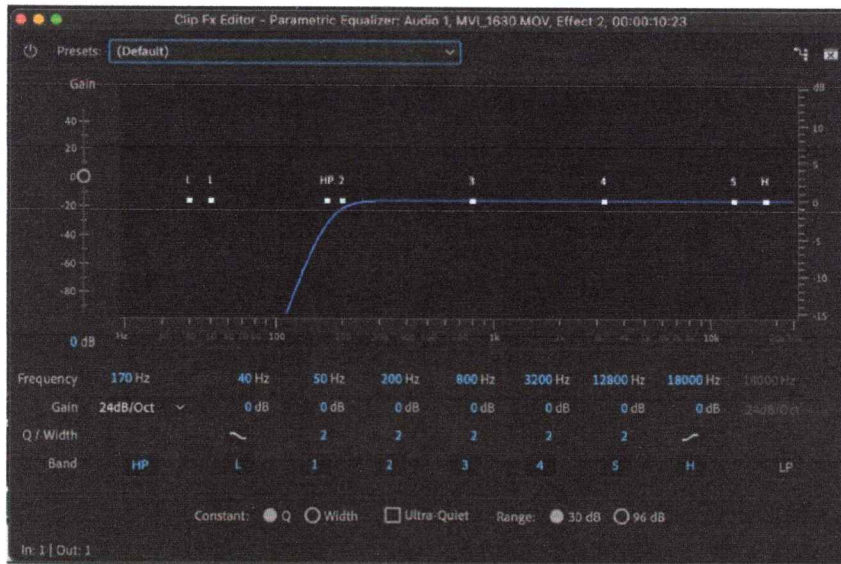 Clip Fx Editor - Parametric Equalizer: Audio 1, MVI_1630.MOV, Effect 2, 00:00:10:23
Presets: (Default)
Gain
dB
40
20
0
-20
-40
-60
-80
10
5
0
-5
-10
-15
L 1 HP 2 3 4 5 H
Hz 100 1k 10k
0 dB
Frequency 170 Hz 40 Hz 50 Hz 200 Hz 800 Hz 3200 Hz 12800 Hz 18000 Hz 18000 Hz
Gain 24dB/Oct 0 dB 0 dB 0 dB 0 dB 0 dB 0 dB 0 dB 24dB/Oct
Q / Width 2 2 2 2 2
Band HP L 1 2 3 4 5 H LP
Constant: Q Width Ultra-Quiet Range: 30 dB 96 dB
In: 1 | Out: 1